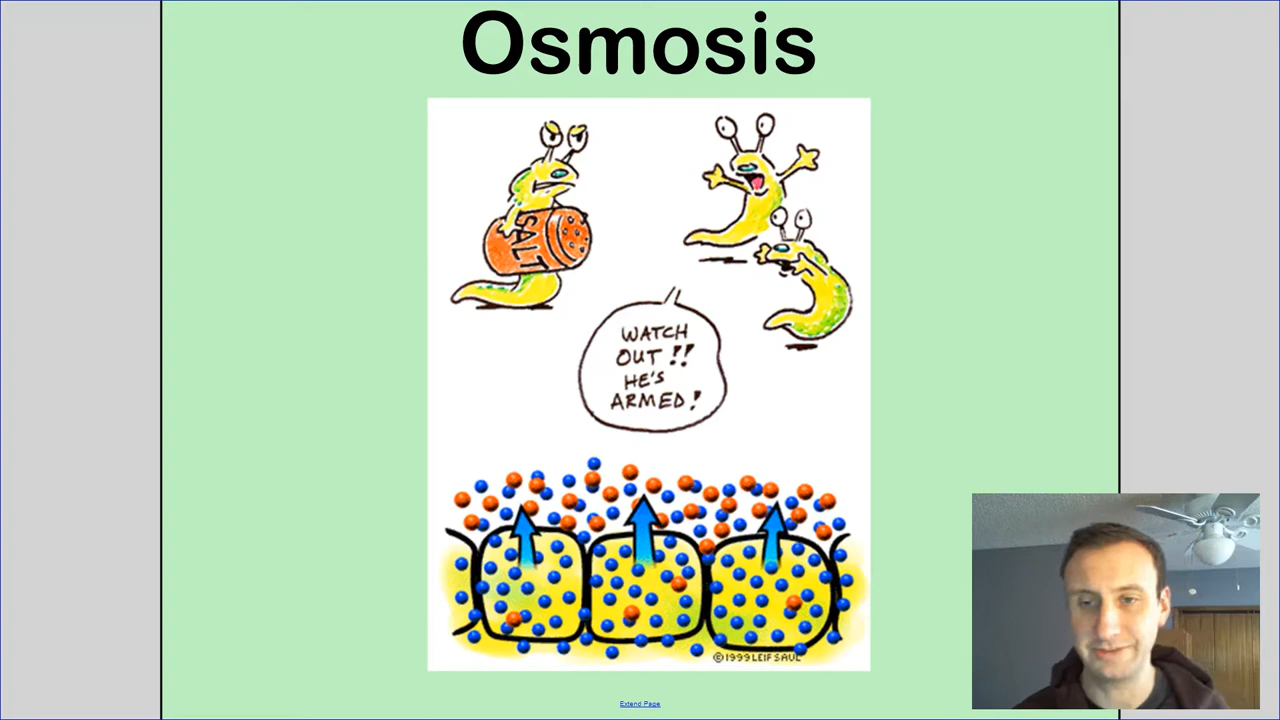 Osmosis
SALT
WATCH
OUT !!
HE'S
ARMED!
©1999 LEIF SAUL
Extend Page